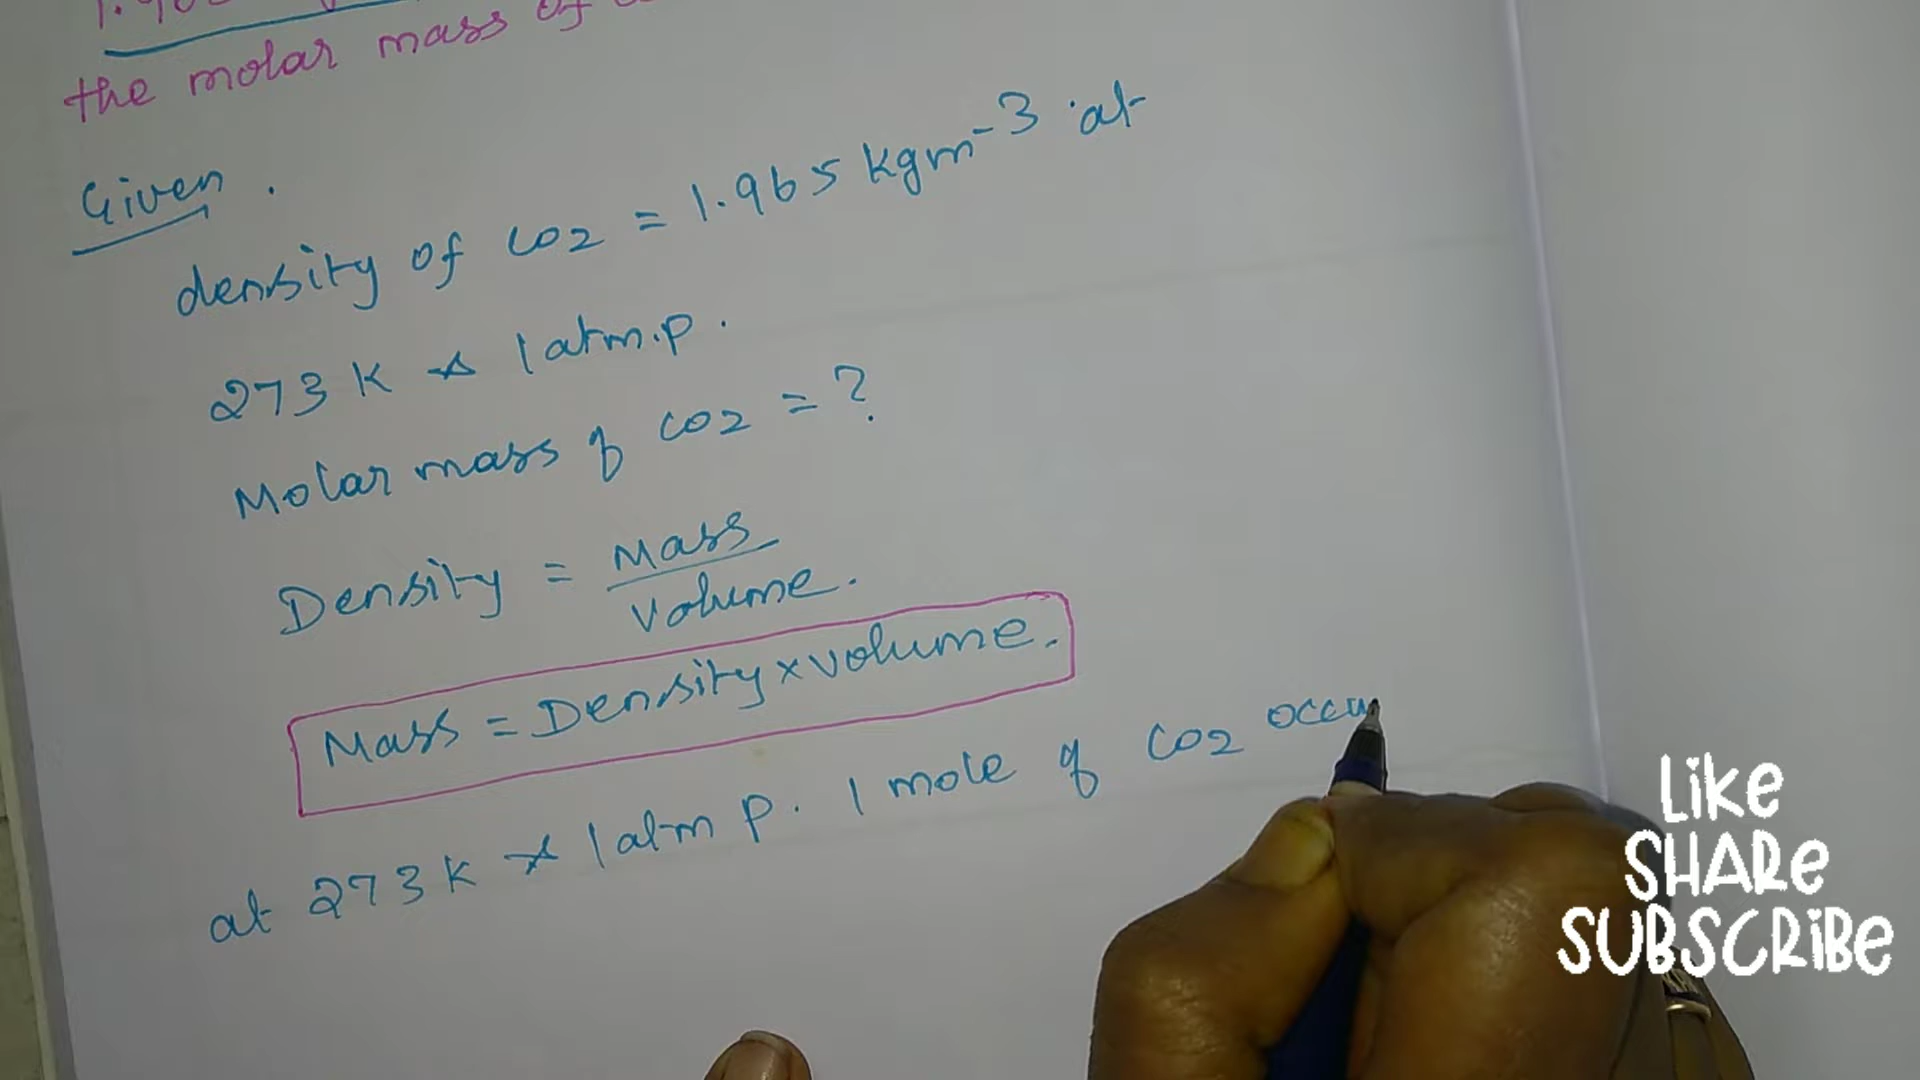 the molar mass of
Given.
density of CO2 = 1.965 kgm-3 at
273 K & 1 atm.p.
Molar mass of CO2 = ?
Density = Mass
Volume.
Mass = Density x volume.
at 273 K & 1 atm p. 1 mole of CO2 occu
LiKe
SHARe
SUBSCRiBe